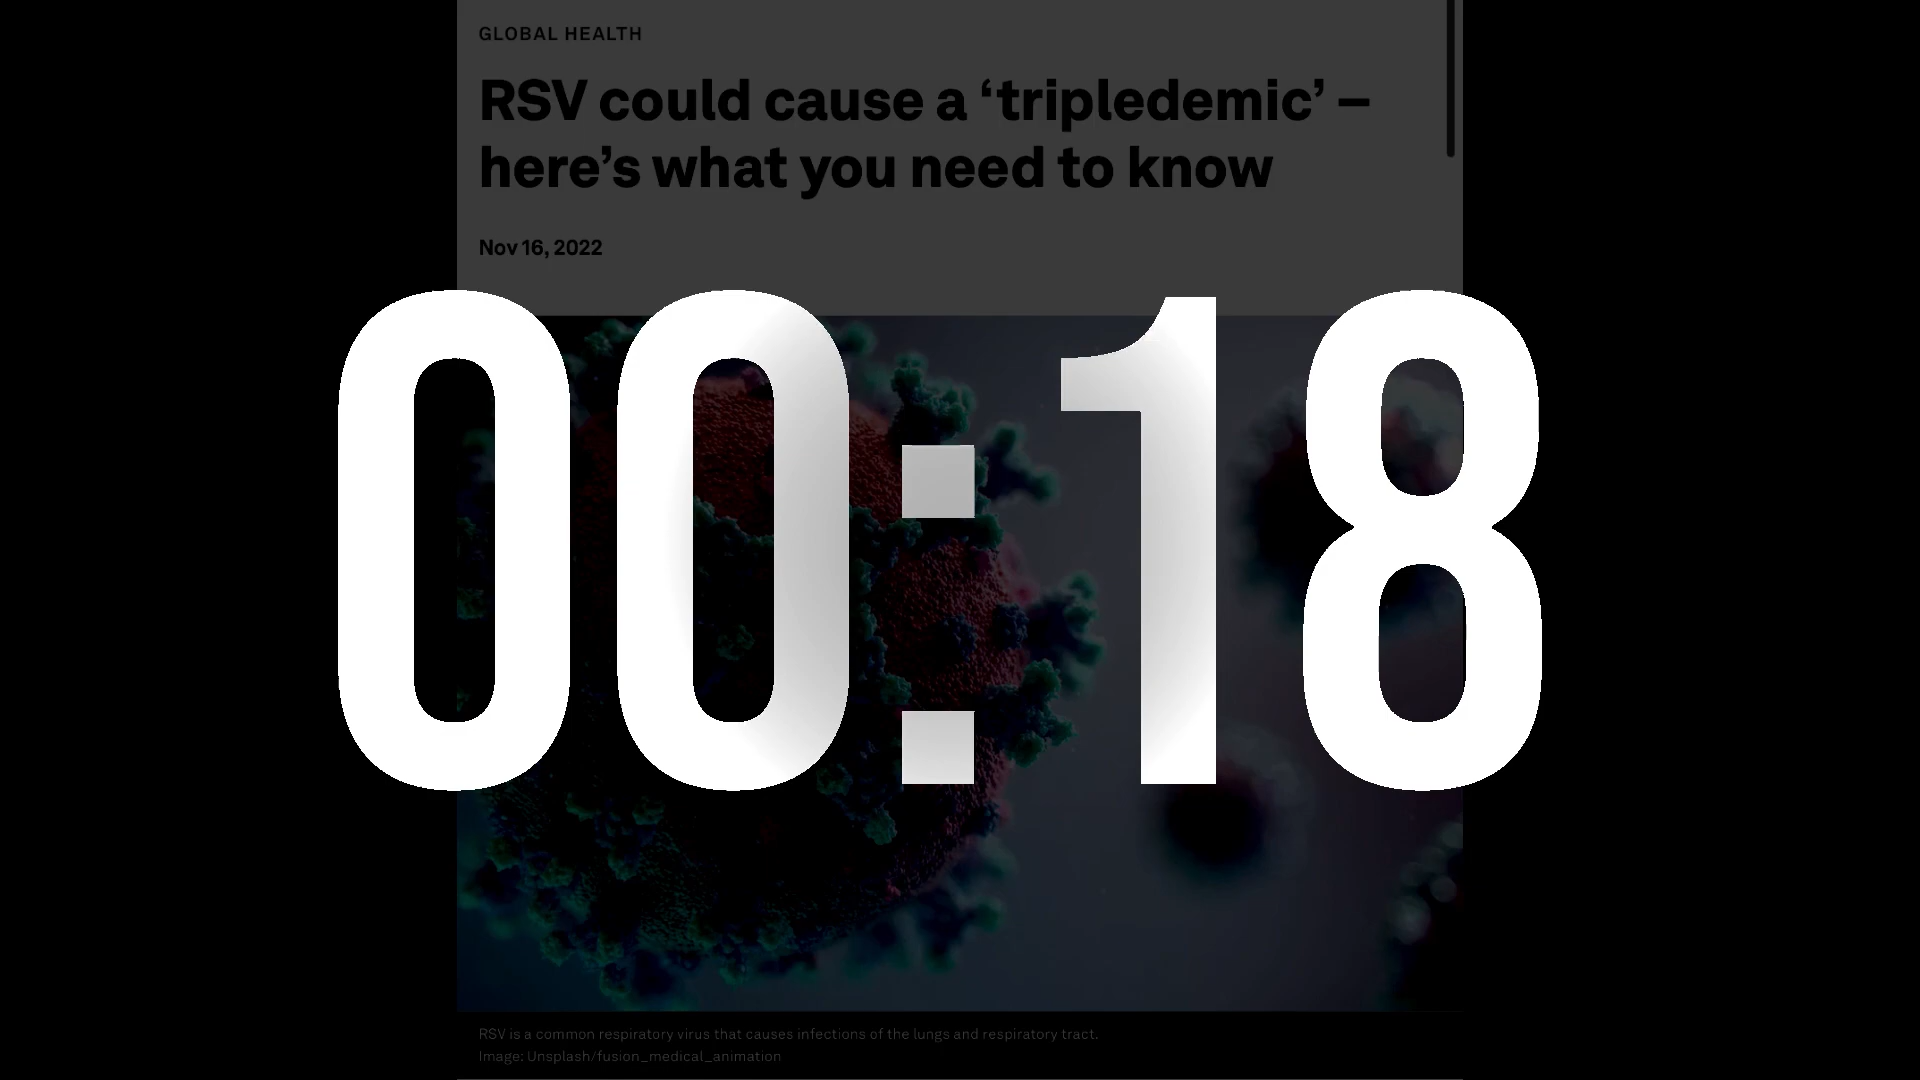 GLOBAL HEALTH
RSV could cause a ‘tripledemic’ –
here’s what you need to know
Nov 16, 2022
00:18
RSV is a common respiratory virus that causes infections of the lungs and respiratory tract.
Image: Unsplash/fusion_medical_animation